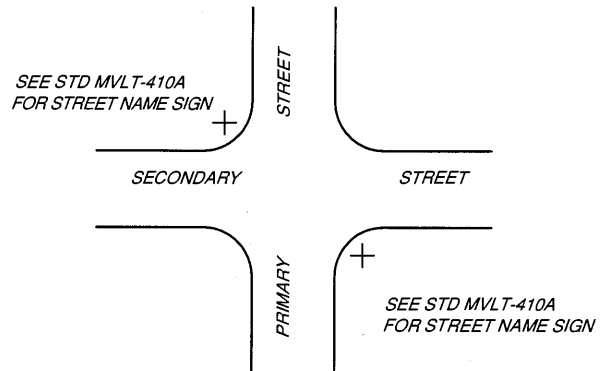 SEE STD MVLT-410A
FOR STREET NAME SIGN
STREET
SECONDARY
STREET
PRIMARY
SEE STD MVLT-410A
FOR STREET NAME SIGN